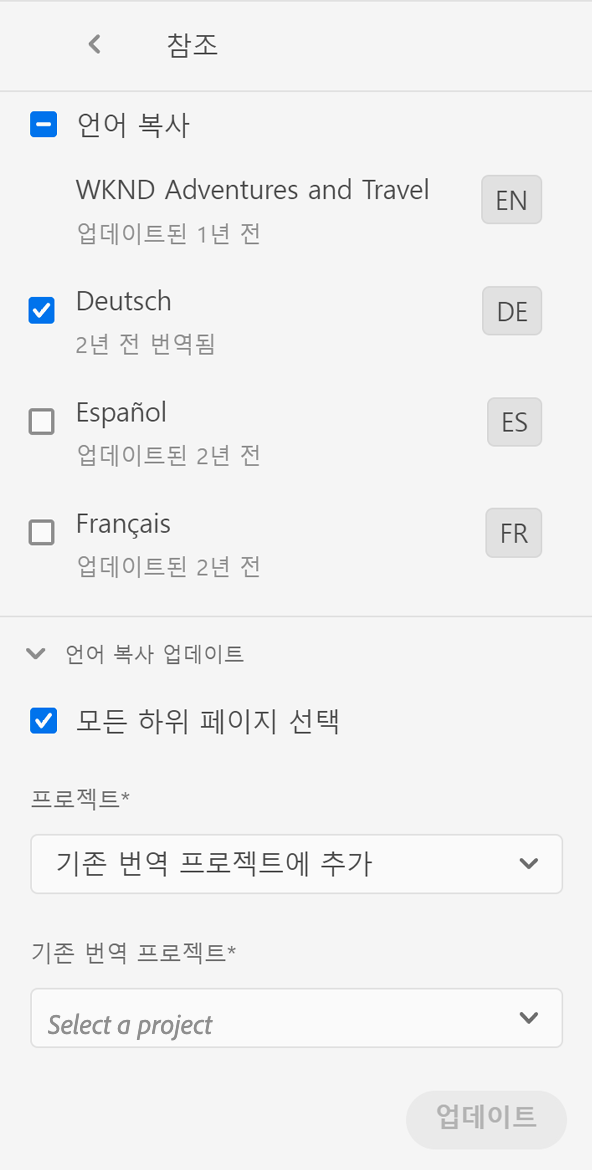 참조
언어 복사
WKND Adventures and Travel
EN
업데이트된 1년 전
Deutsch
DE
2년 전 번역됨
Español
ES
업데이트된 2년 전
Français
FR
업데이트된 2년 전
언어 복사 업데이트
모든 하위 페이지 선택
프로젝트*
기존 번역 프로젝트에 추가
기존 번역 프로젝트*
Select a project
업데이트